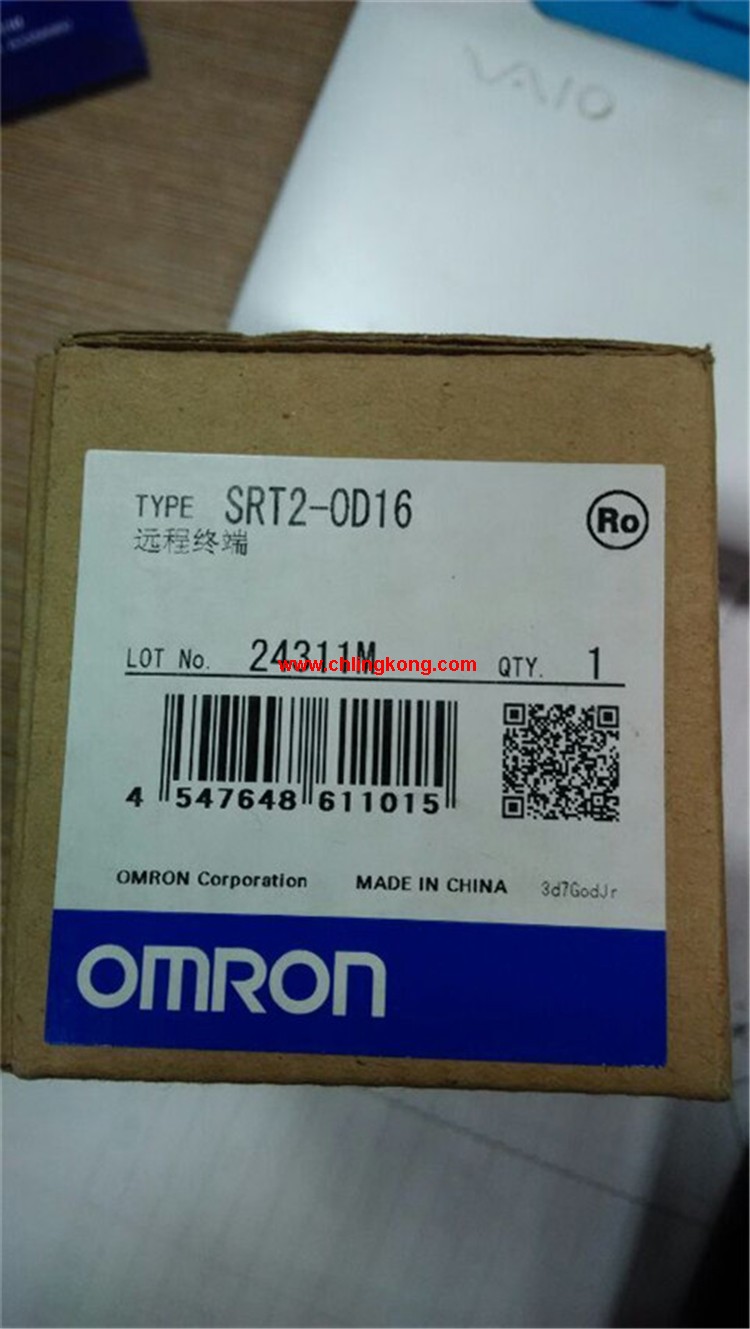 VAIO
TYPE SRT2-OD16
Ro
远程终端
LOT No. 24311M QTY. 1
www.chlingkong.com
4 547648 611015
OMRON Corporation MADE IN CHINA 3d7GodJr
OMRON